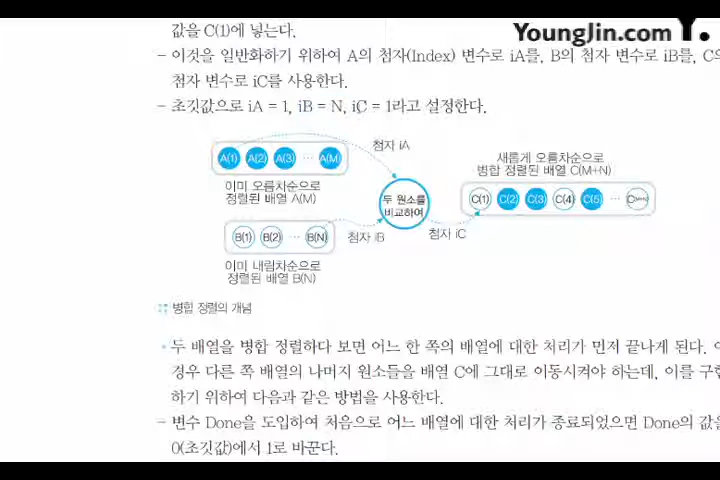 값을 C(1)에 넣는다.
YoungJin.com Y.
– 이것을 일반화하기 위하여 A의 첨자(Index) 변수로 iA를, B의 첨자 변수로 iB를, C의
첨자 변수로 iC를 사용한다.
– 초깃값으로 iA = 1, iB = N, iC = 1라고 설정한다.
첨자 iA
A(1) A(2) A(3) ··· A(M)
이미 오름차순으로
정렬된 배열 A(M)
두 원소를
비교하여
새롭게 오름차순으로
병합 정렬된 배열 C(M+N)
C(1) C(2) C(3) C(4) C(5) ··· C(M+N)
B(1) B(2) ··· B(N)
첨자 iB
첨자 iC
이미 내림차순으로
정렬된 배열 B(N)
병합 정렬의 개념
• 두 배열을 병합 정렬하다 보면 어느 한 쪽의 배열에 대한 처리가 먼저 끝나게 된다. 이
경우 다른 쪽 배열의 나머지 원소들을 배열 C에 그대로 이동시켜야 하는데, 이를 구현
하기 위하여 다음과 같은 방법을 사용한다.
– 변수 Done을 도입하여 처음으로 어느 배열에 대한 처리가 종료되었으면 Done의 값을
0(초깃값)에서 1로 바꾼다.